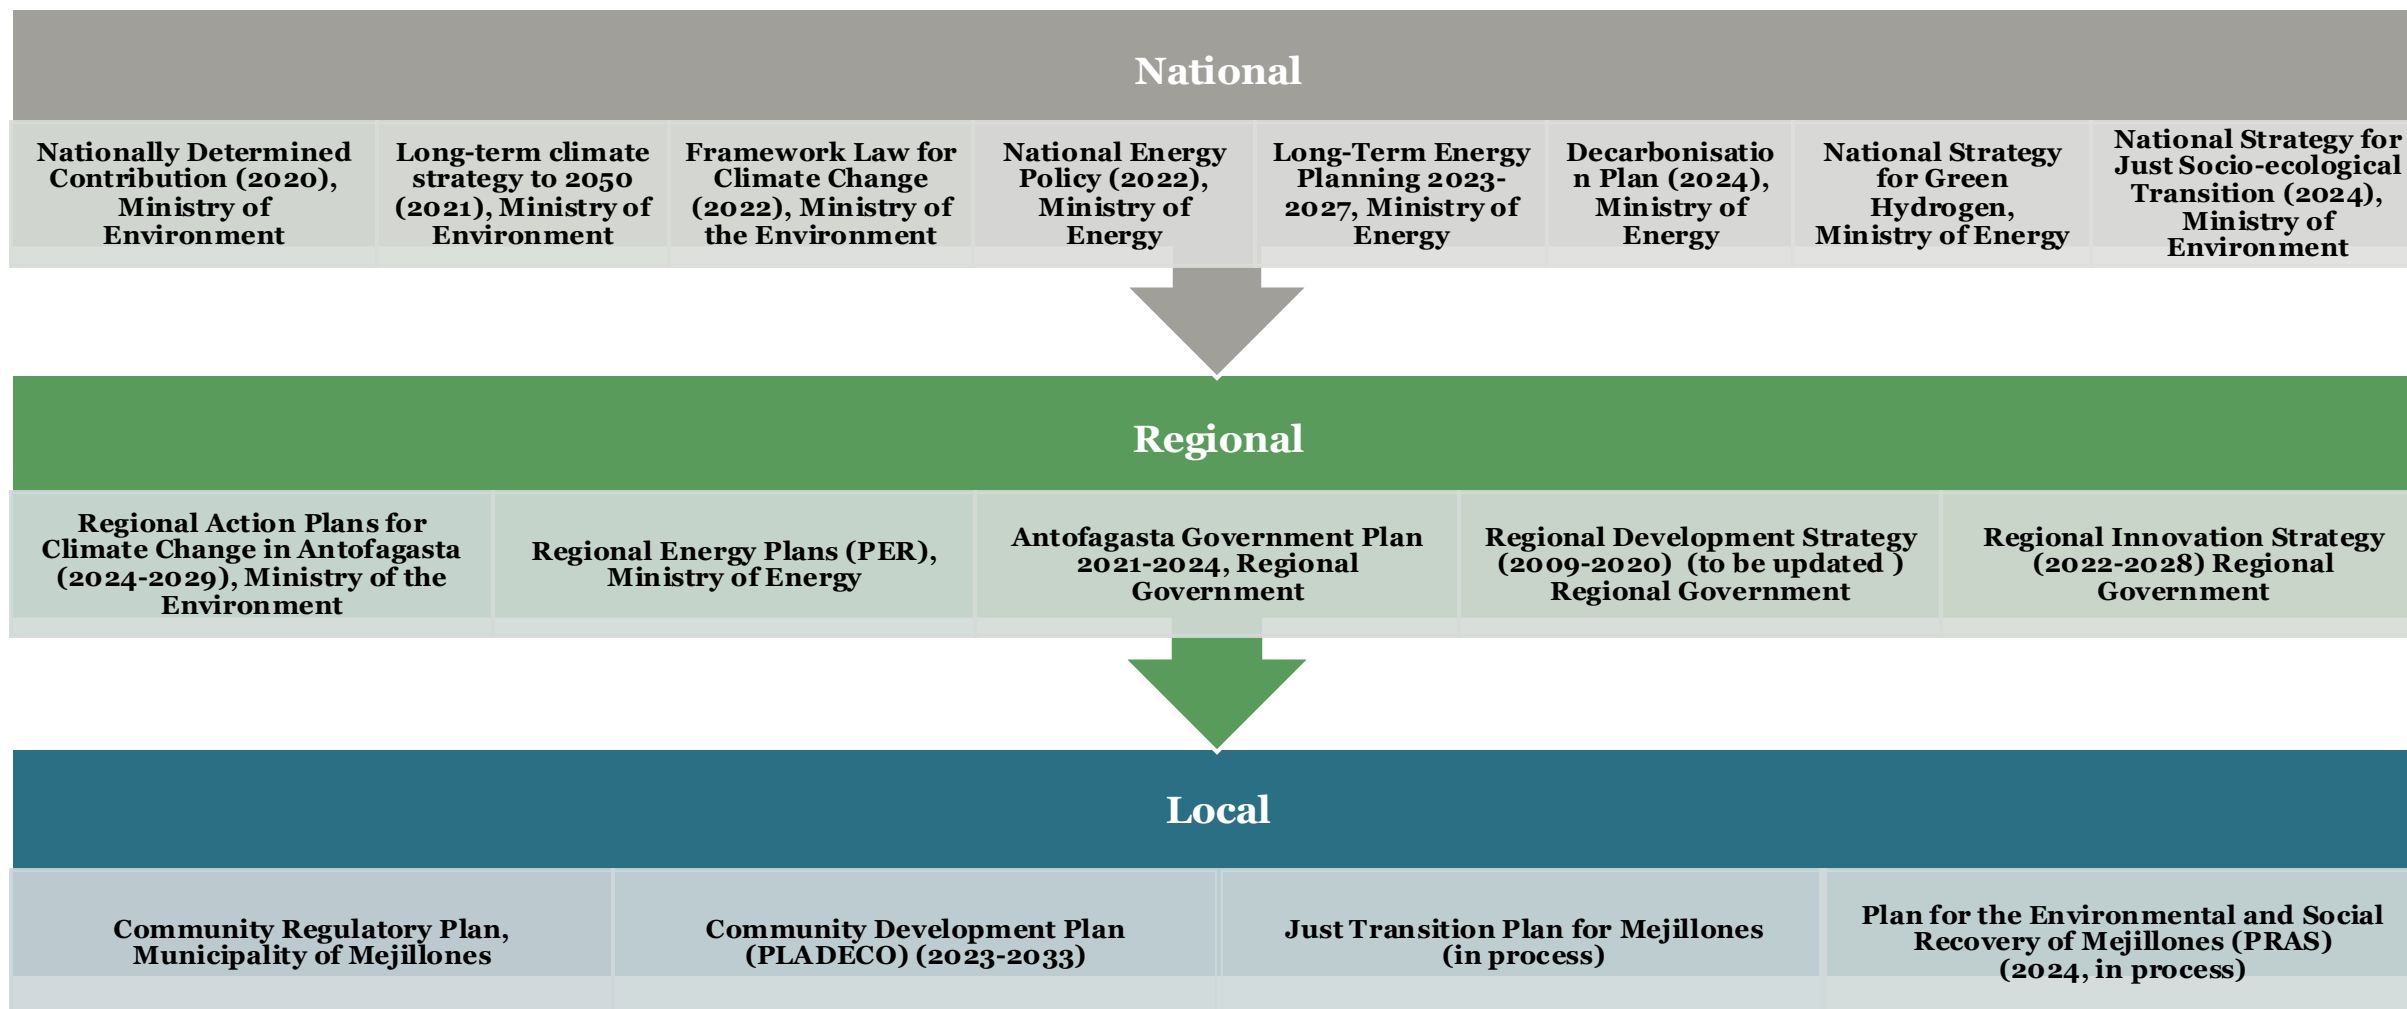 National
Nationally Determined
Contribution (2020),
Ministry of
Environment
Long-term climate
strategy to 2050
(2021), Ministry of
Environment
Framework Law for
Climate Change
(2022), Ministry of
the Environment
National Energy
Policy (2022),
Ministry of
Energy
Long-Term Energy
Planning 2023-
2027, Ministry of
Energy
Decarbonisatio
n Plan (2024),
Ministry of
Energy
National Strategy
for Green
Hydrogen,
Ministry of Energy
National Strategy for
Just Socio-ecological
Transition (2024),
Ministry of
Environment
Regional
Regional Action Plans for
Climate Change in Antofagasta
(2024-2029), Ministry of the
Environment
Regional Energy Plans (PER),
Ministry of Energy
Antofagasta Government Plan
2021-2024, Regional
Government
Regional Development Strategy
(2009-2020) (to be updated )
Regional Government
Regional Innovation Strategy
(2022-2028) Regional
Government
Local
Community Regulatory Plan,
Municipality of Mejillones
Community Development Plan
(PLADECO) (2023-2033)
Just Transition Plan for Mejillones
(in process)
Plan for the Environmental and Social
Recovery of Mejillones (PRAS)
(2024, in process)